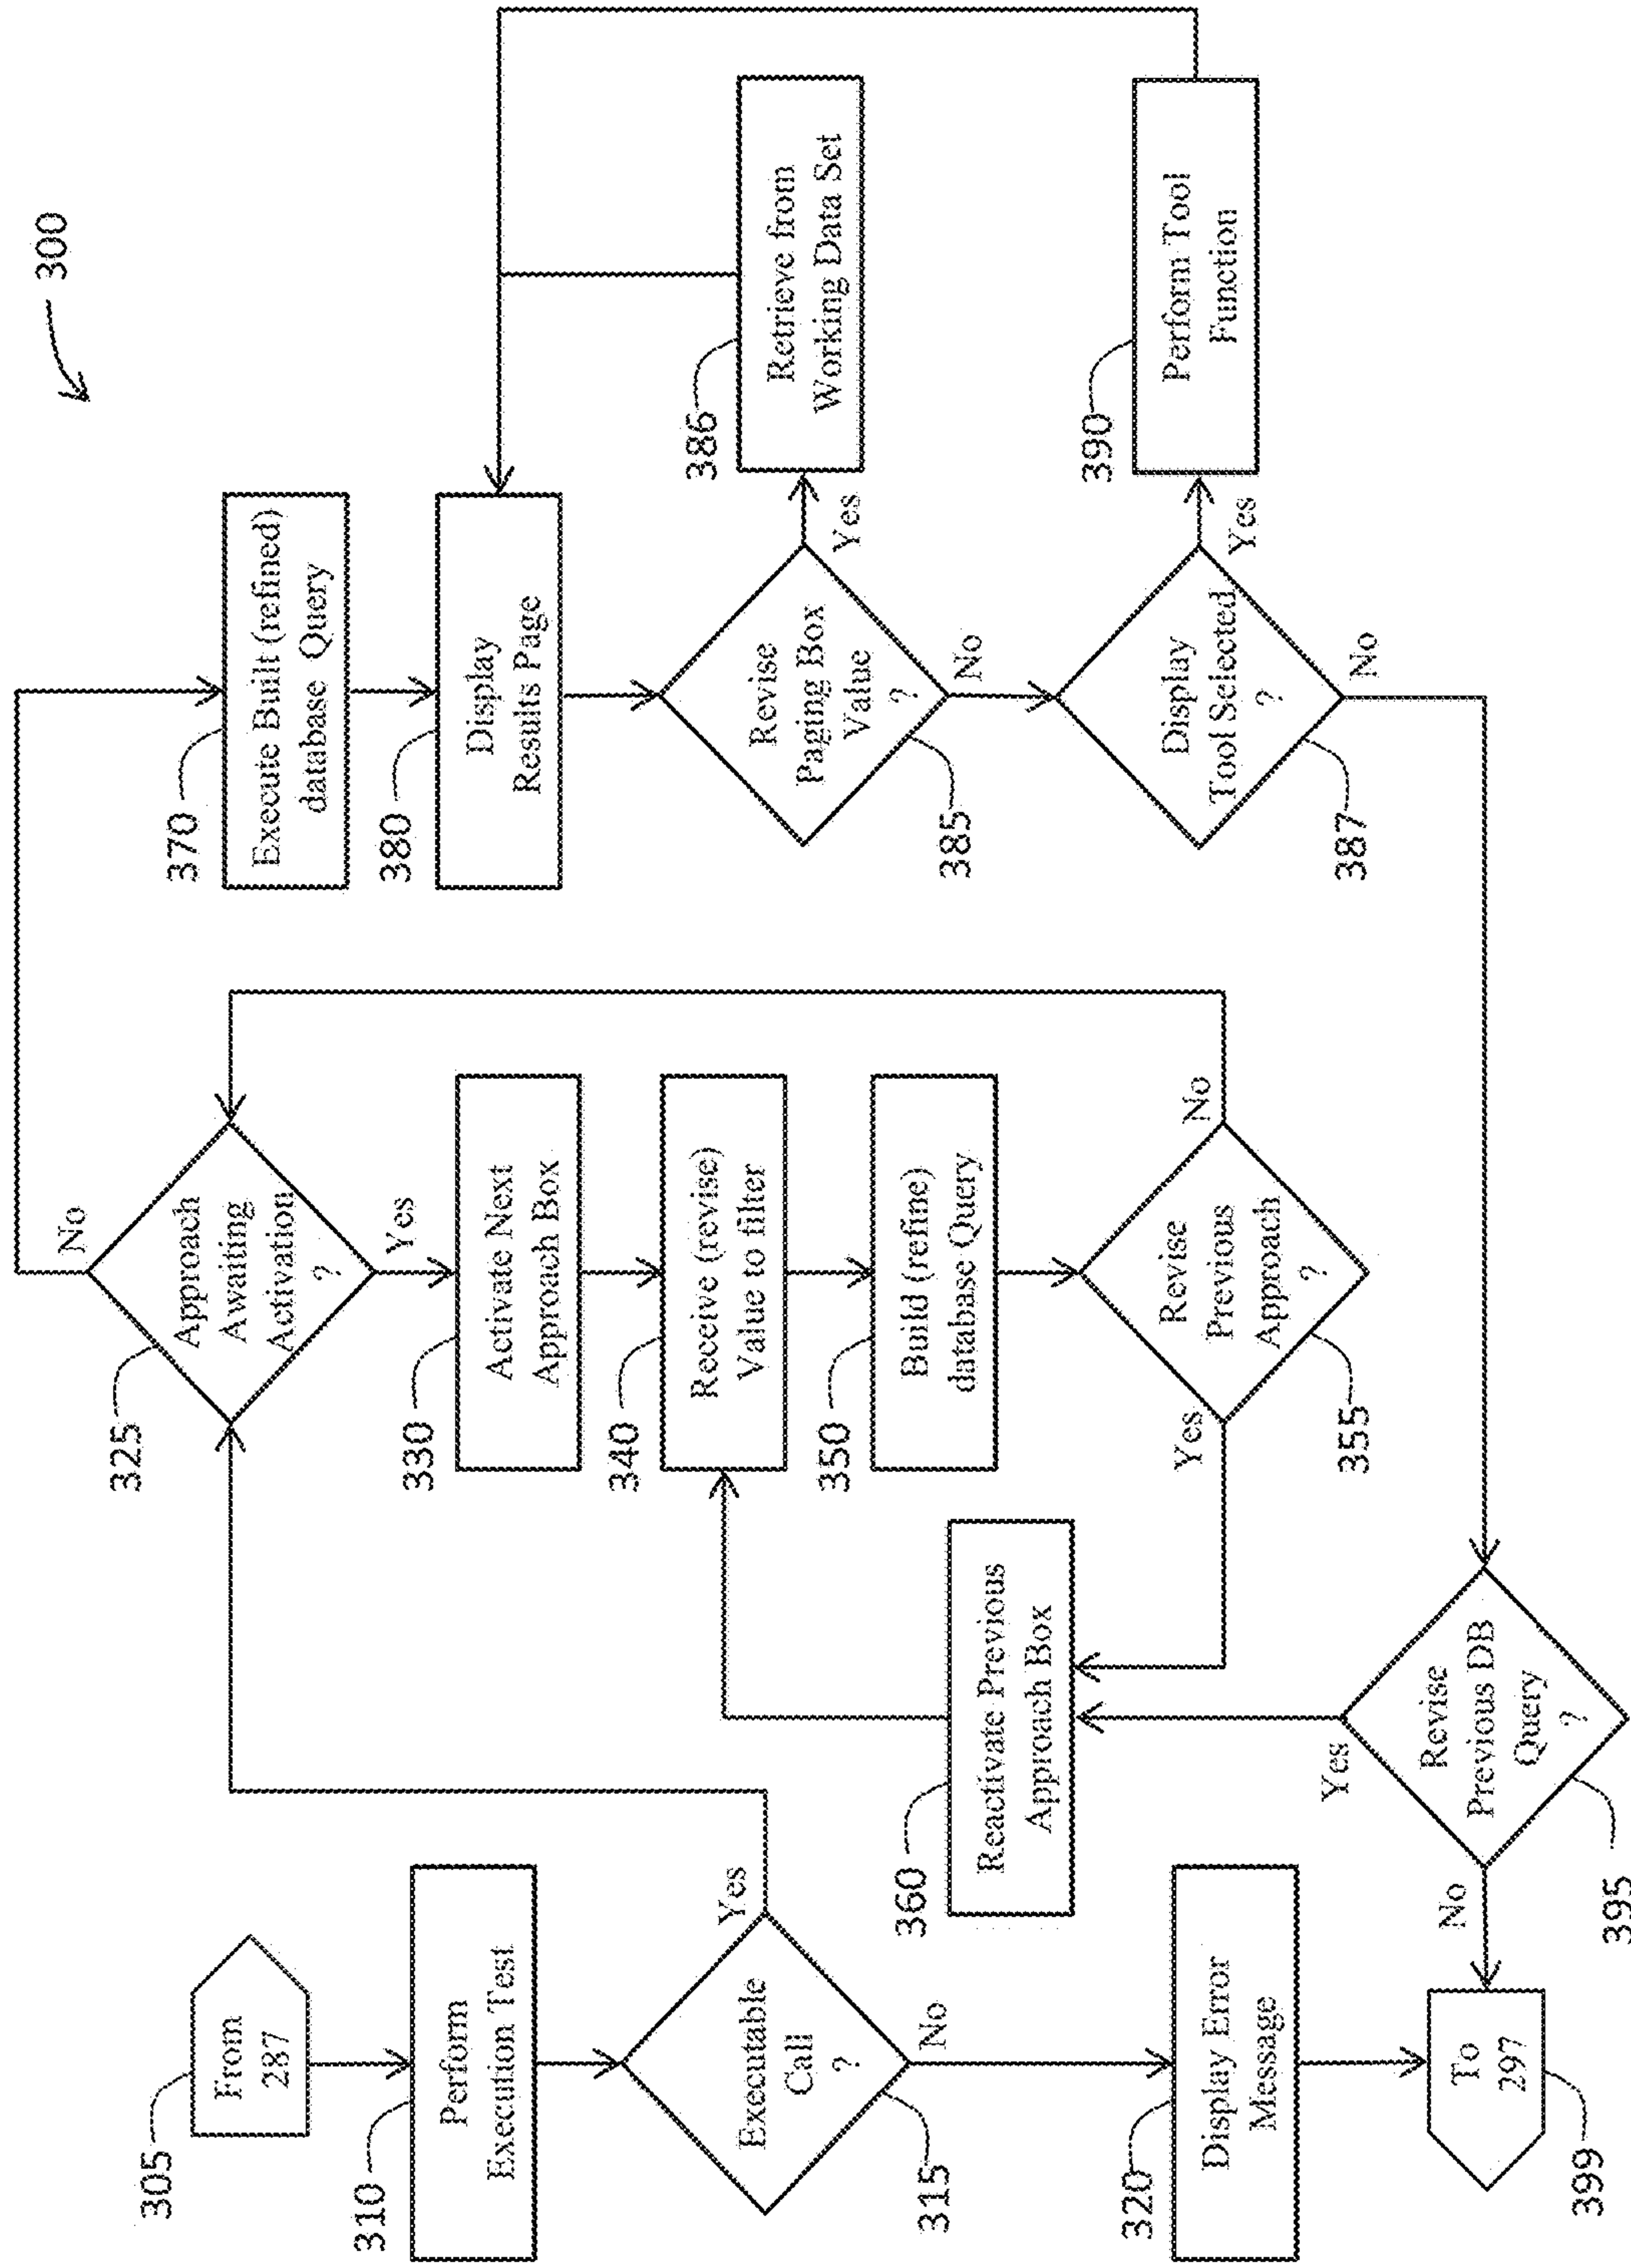 300
305
From
287
310
Perform
Execution Test
Executable
Call
?
315
Yes
No
320
Display Error
Message
To
297
399
325
Approach
Awaiting
Activation
?
No
Yes
330
Activate Next
Approach Box
340
Receive (revise)
Value to filter
350
Build (refine)
database Query
Revise
Previous
Approach
?
355
Yes
No
360
Reactivate Previous
Approach Box
370
Execute Built (refined)
database Query
380
Display
Results Page
Revise
Paging Box
Value
?
385
Yes
No
386
Retrieve from
Working Data Set
Display
Tool Selected
?
387
Yes
No
390
Perform Tool
Function
Revise
Previous DB
Query
?
395
Yes
No